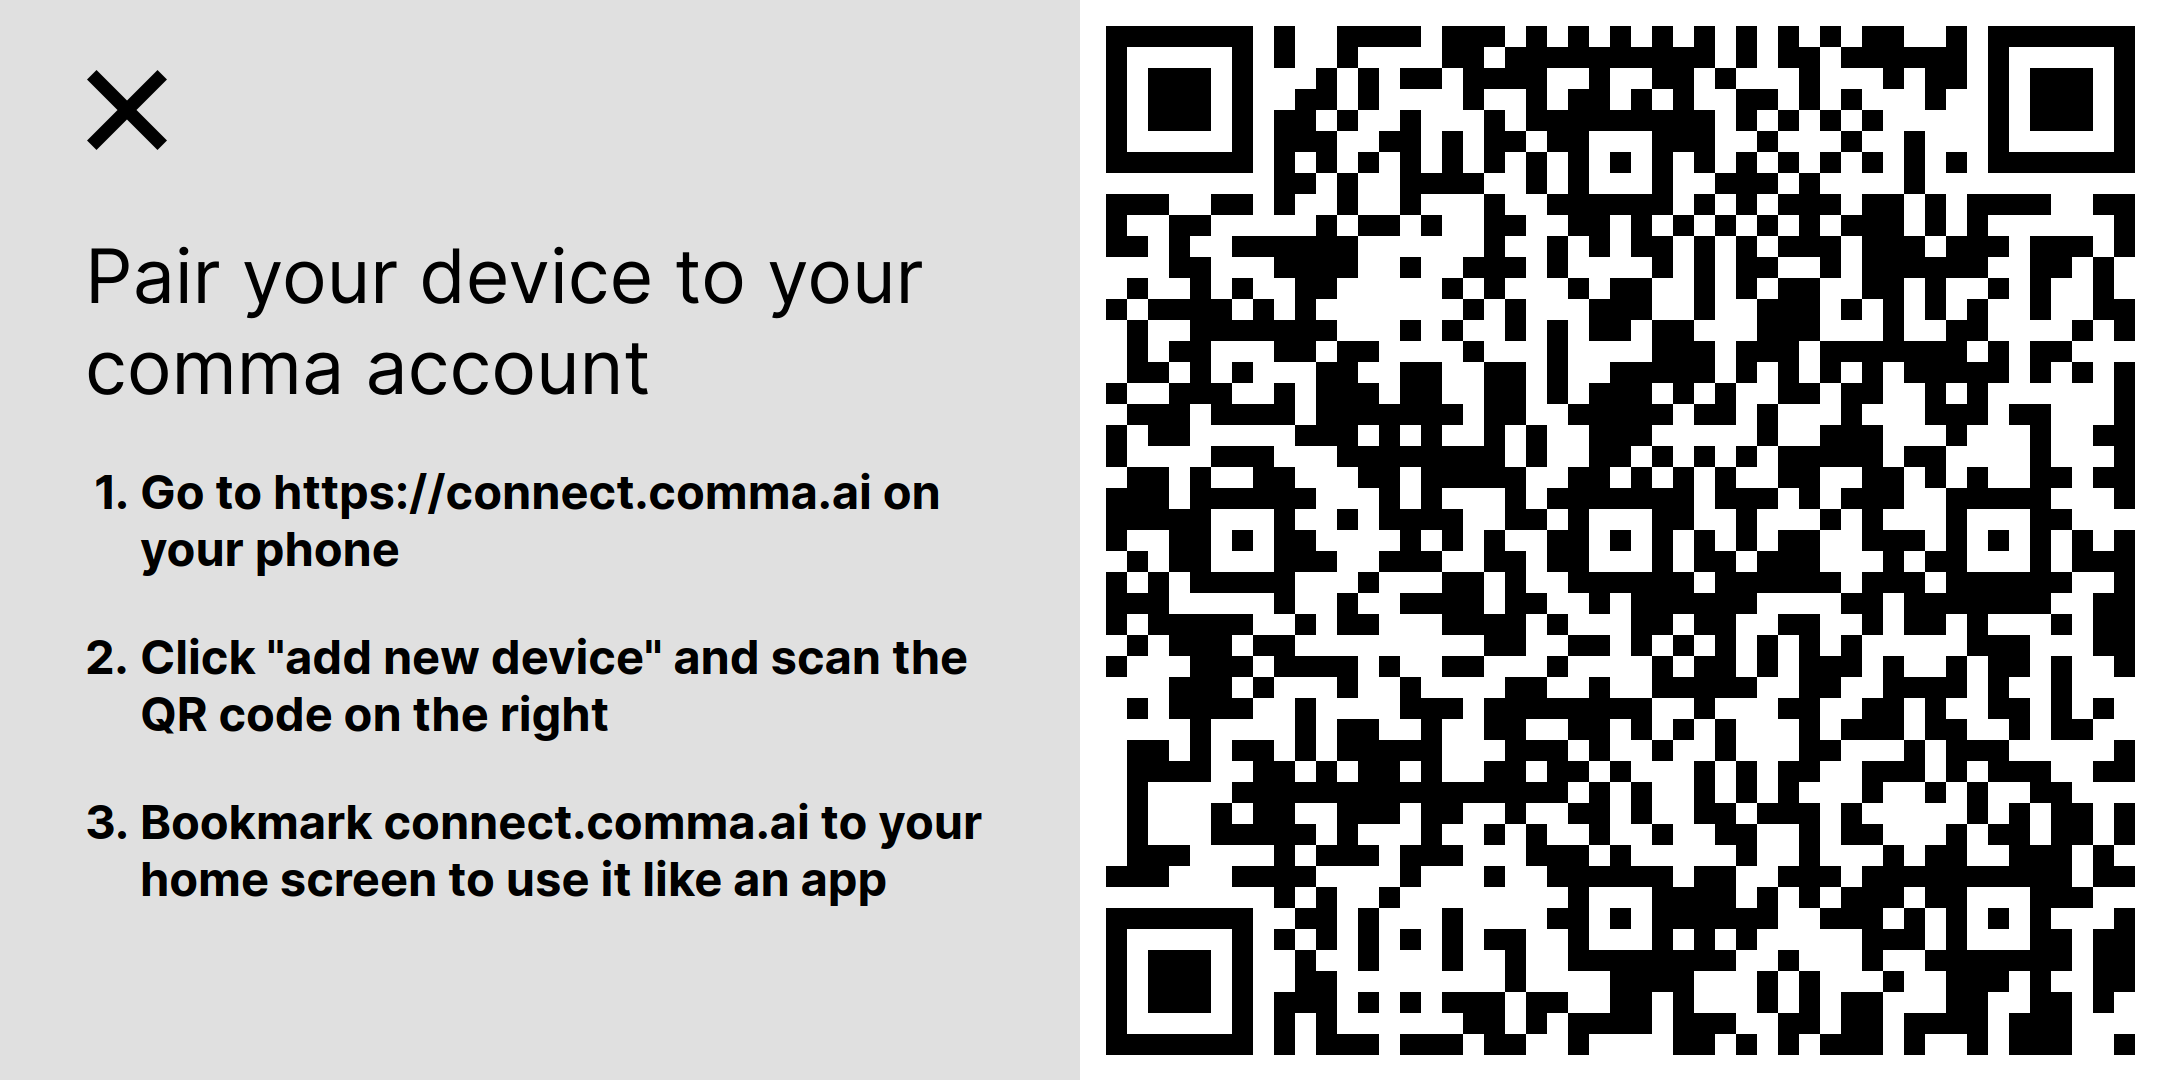 Pair your device to your
comma account
1. Go to https://connect.comma.ai on
your phone
2. Click "add new device" and scan the
QR code on the right
3. Bookmark connect.comma.ai to your
home screen to use it like an app